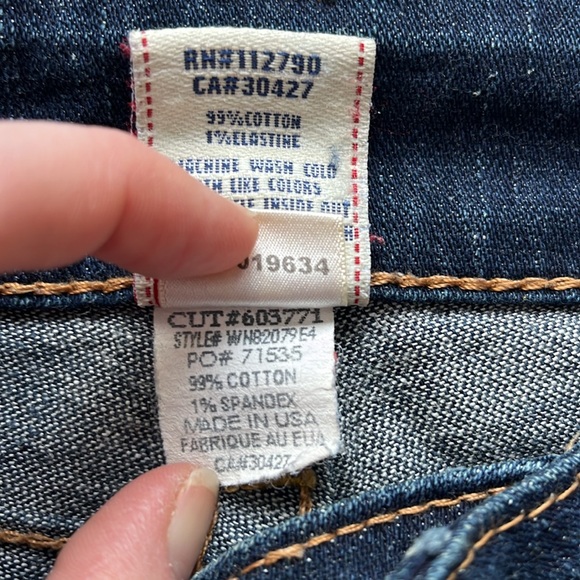 RN#112790
CA#30427
99%COTTON
1%ELASTINE
MACHINE WASH COLD
LIKE COLORS
INSIDE OUT
019634
CUT#603771
STYLE# WN82079E4
PO# 71535
99% COTTON
1% SPANDEX
MADE IN USA
FABRIQUE AU EUA
CA#30427